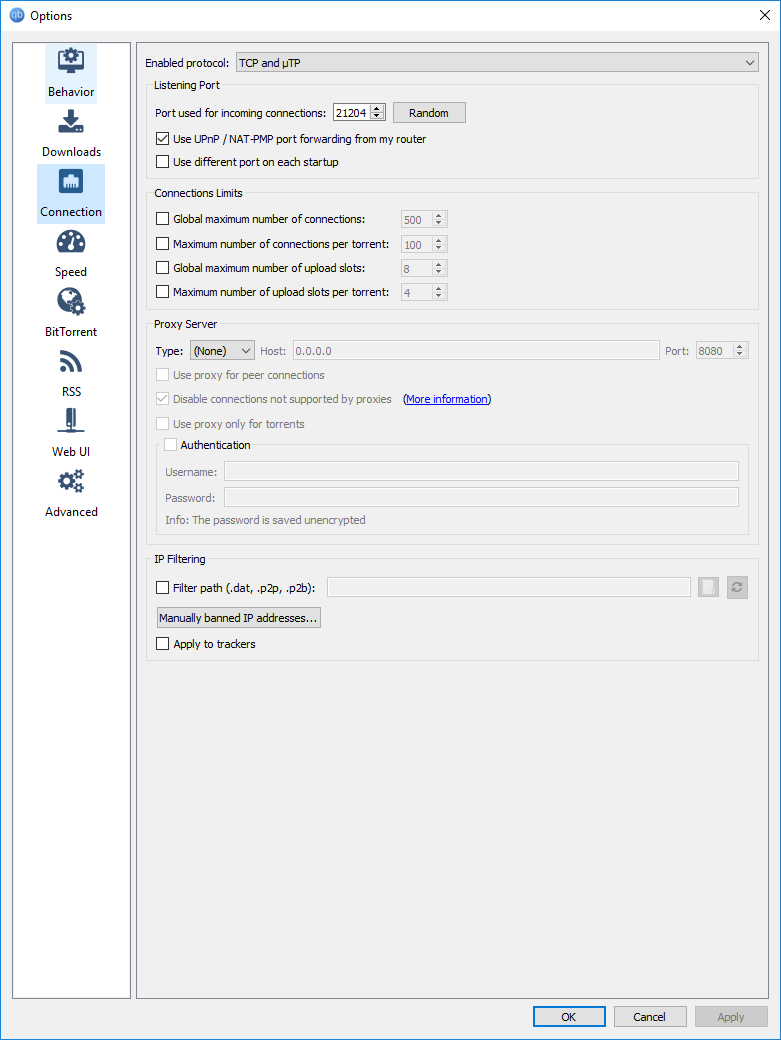 qb Options
Behavior
Downloads
Connection
Speed
BitTorrent
RSS
Web UI
Advanced
Enabled protocol: TCP and μTP
Listening Port
Port used for incoming connections: 21204 Random
Use UPnP / NAT-PMP port forwarding from my router
Use different port on each startup
Connections Limits
Global maximum number of connections: 500
Maximum number of connections per torrent: 100
Global maximum number of upload slots: 8
Maximum number of upload slots per torrent: 4
Proxy Server
Type: (None) Host: 0.0.0.0 Port: 8080
Use proxy for peer connections
Disable connections not supported by proxies (More information)
Use proxy only for torrents
Authentication
Username:
Password:
Info: The password is saved unencrypted
IP Filtering
Filter path (.dat, .p2p, .p2b):
Manually banned IP addresses...
Apply to trackers
OK Cancel Apply